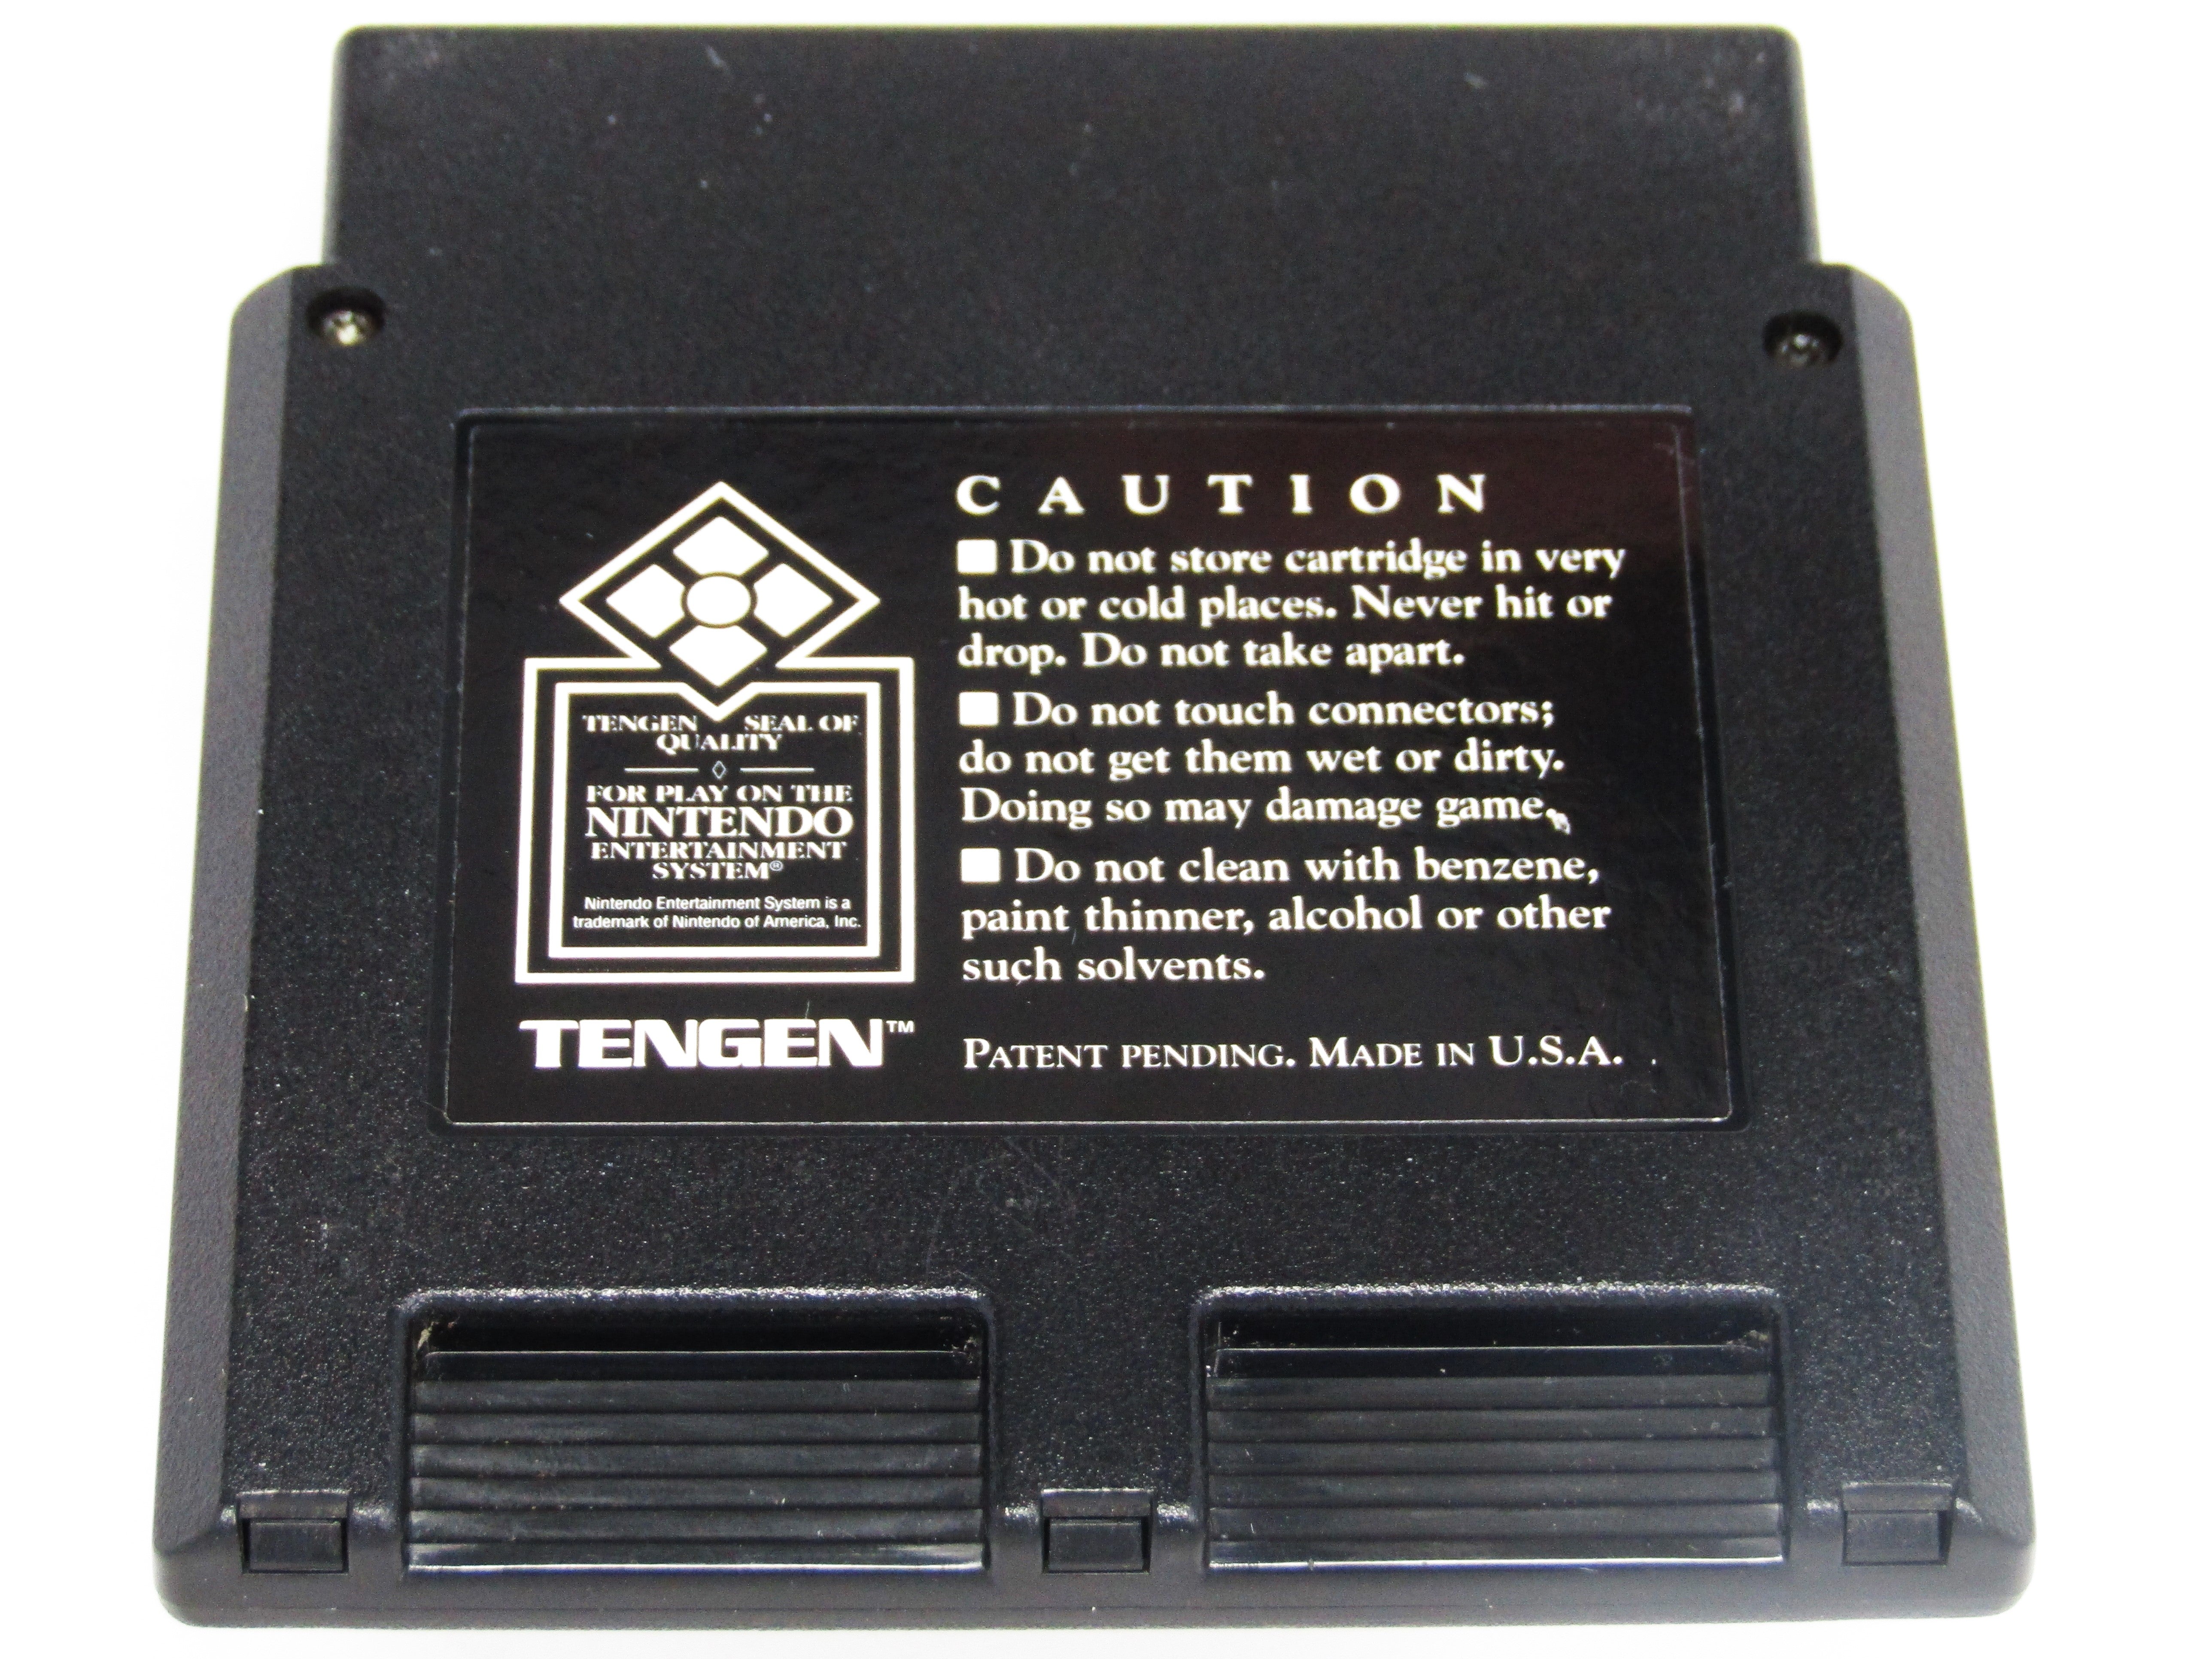 TENGEN SEAL OF
QUALITY
FOR PLAY ON THE
NINTENDO
ENTERTAINMENT
SYSTEM®
Nintendo Entertainment System is a
trademark of Nintendo of America, Inc.
TENGEN™
CAUTION
■ Do not store cartridge in very
hot or cold places. Never hit or
drop. Do not take apart.
■ Do not touch connectors;
do not get them wet or dirty.
Doing so may damage game.
■ Do not clean with benzene,
paint thinner, alcohol or other
such solvents.
PATENT PENDING. MADE IN U.S.A.